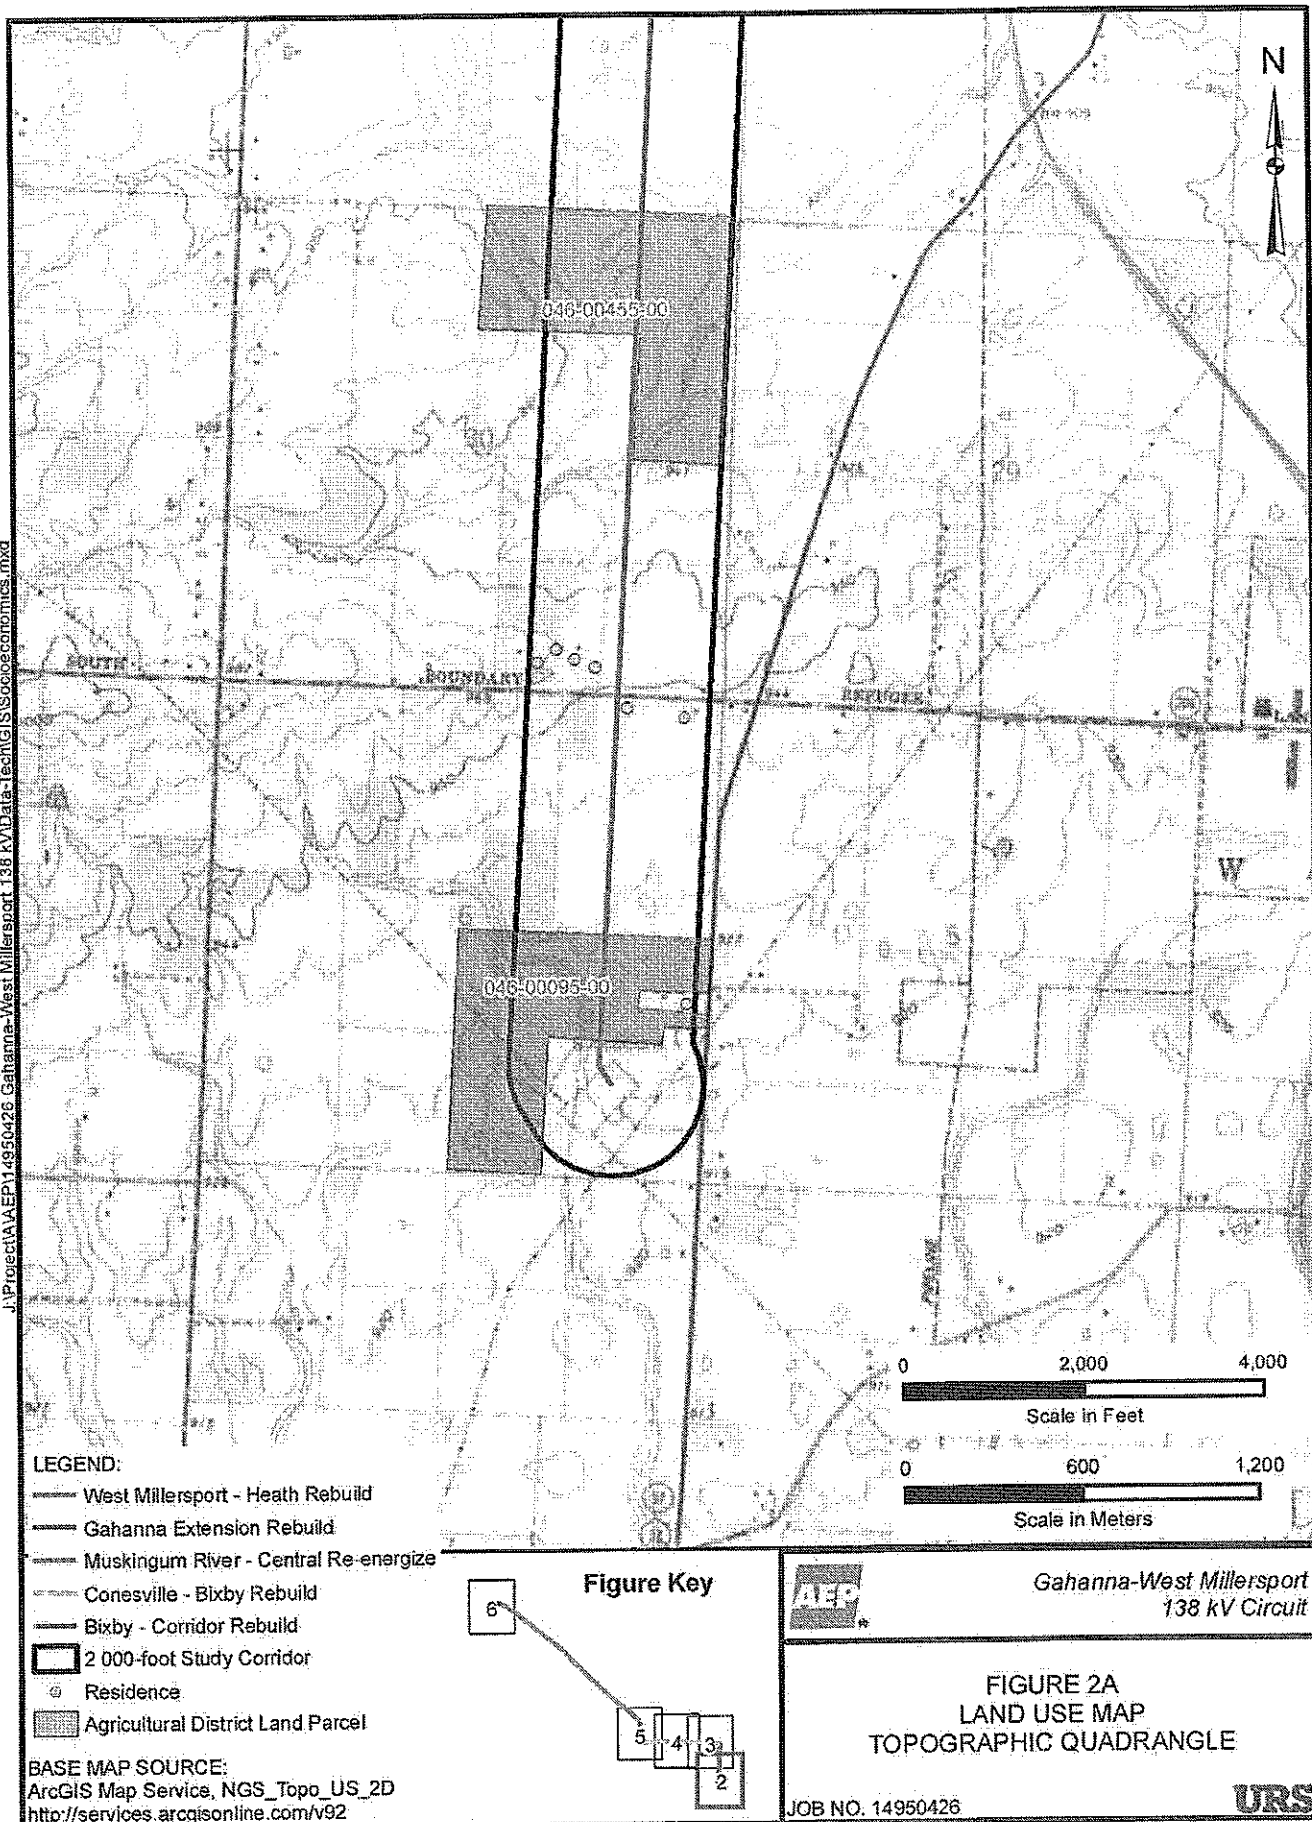 N
046-00455-00
SOUTH
BOUNDARY
REFUGEE
W
046-00095-00
PIPELINE
J:\Project\A\AEP\14950426 Gahanna-West Millersport 138 kV\Data-Tech\GIS\Socioeconomics.mxd
0 2,000 4,000
Scale in Feet
0 600 1,200
Scale in Meters
LEGEND:
West Millersport - Heath Rebuild
Gahanna Extension Rebuild
Muskingum River - Central Re-energize
Conesville - Bixby Rebuild
Bixby - Corridor Rebuild
2 000-foot Study Corridor
Residence
Agricultural District Land Parcel
BASE MAP SOURCE:
ArcGIS Map Service, NGS_Topo_US_2D
http://services.arcgisonline.com/v92
Figure Key
6
5
4
3
2
AEP
Gahanna-West Millersport
138 kV Circuit
FIGURE 2A
LAND USE MAP
TOPOGRAPHIC QUADRANGLE
JOB NO. 14950426
URS